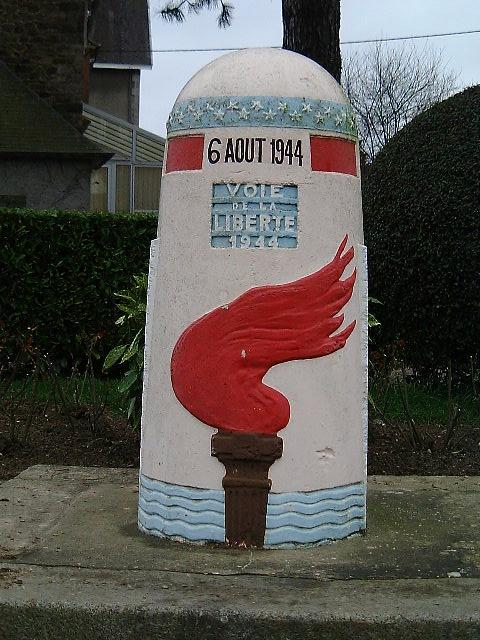 6 AOUT 1944
VOIE
DE LA
LIBERTE
1944